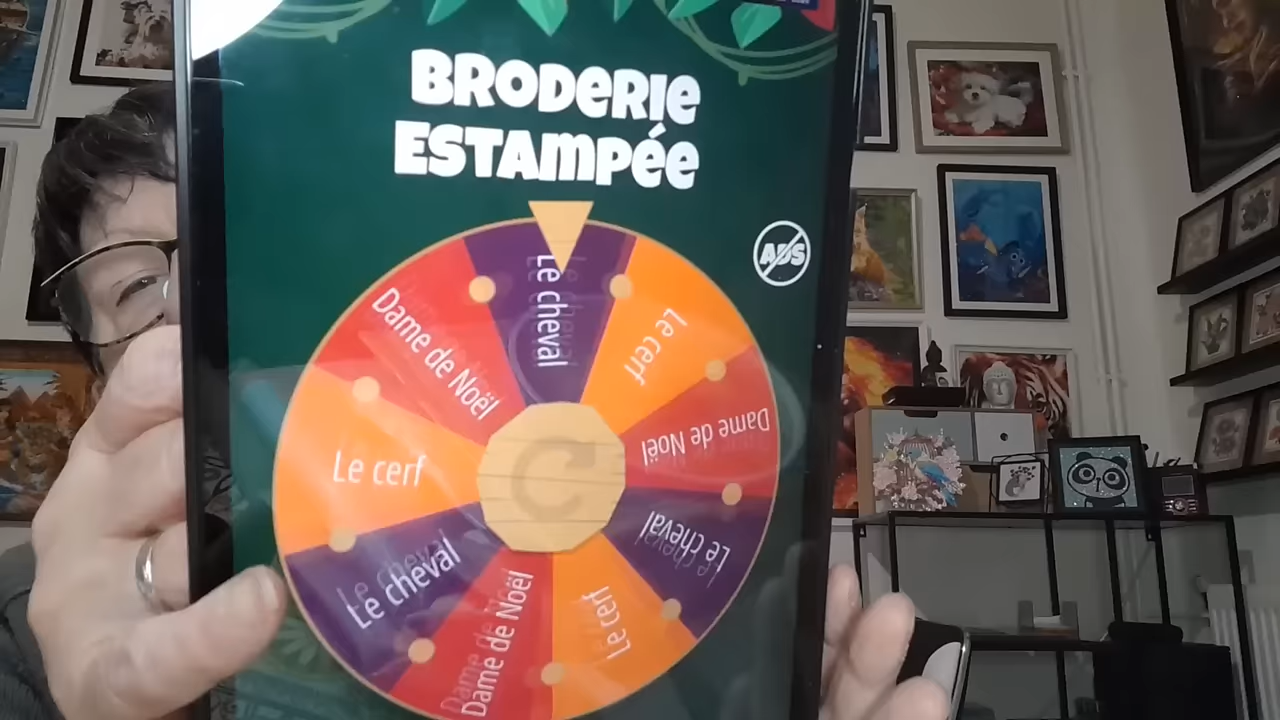 BRODERIE
ESTAMPÉE
ADS
Le cheval
Le cerf
Dame de Noël
Le cheval
Le cerf
Dame de Noël
Le cheval
Le cerf
Dame de Noël